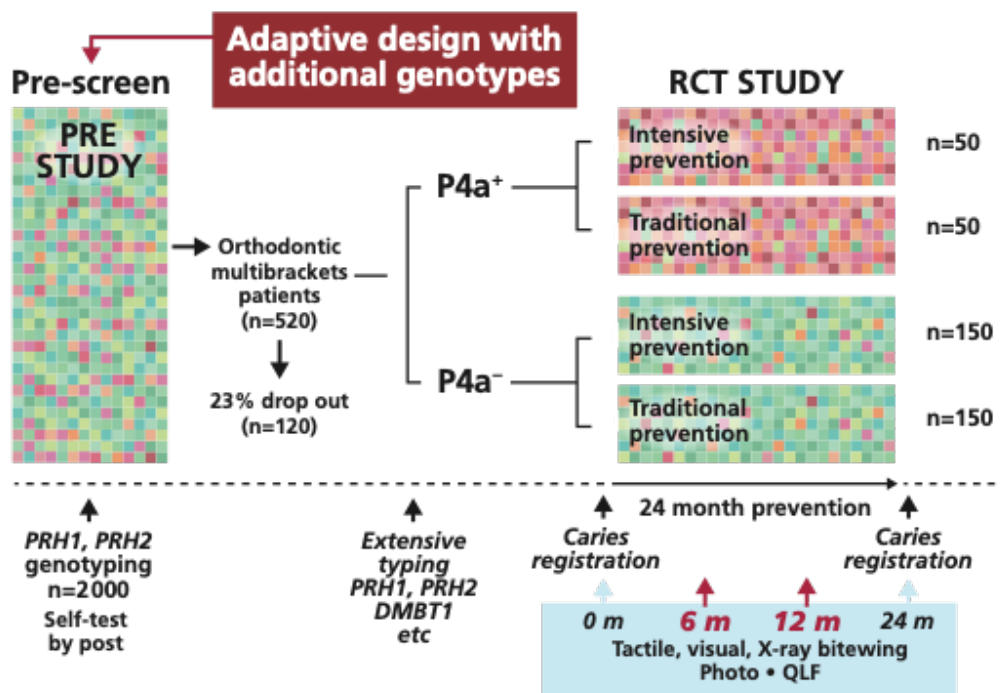 Adaptive design with
additional genotypes
Pre-screen
PRE
STUDY
Orthodontic
multibrackets
patients
(n=520)
23% drop out
(n=120)
P4a⁺
P4a⁻
RCT STUDY
Intensive
prevention
n=50
Traditional
prevention
n=50
Intensive
prevention
n=150
Traditional
prevention
n=150
24 month prevention
PRH1, PRH2
genotyping
n=2000
Self-test
by post
Extensive
typing
PRH1, PRH2
DMBT1
etc
Caries
registration
Caries
registration
0 m
6 m
12 m
24 m
Tactile, visual, X-ray bitewing
Photo • QLF